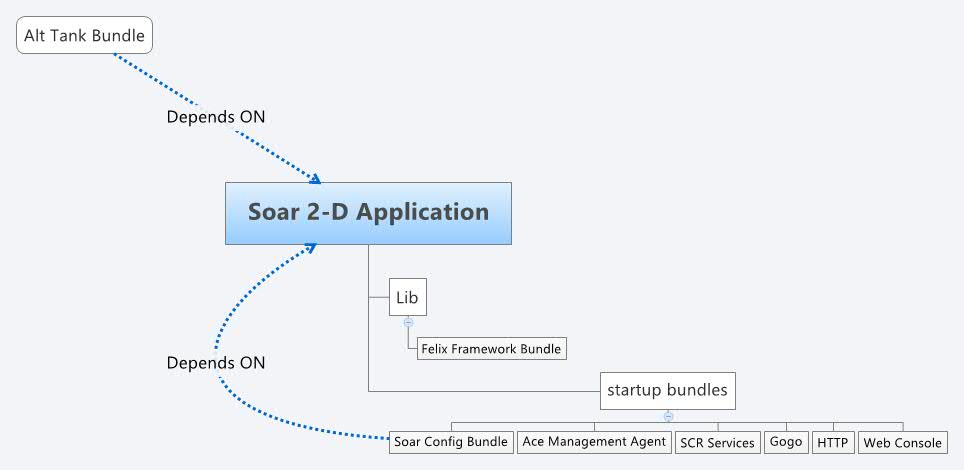 Alt Tank Bundle
Depends ON
Soar 2-D Application
Lib
Felix Framework Bundle
Depends ON
startup bundles
Soar Config Bundle
Ace Management Agent
SCR Services
Gogo
HTTP
Web Console